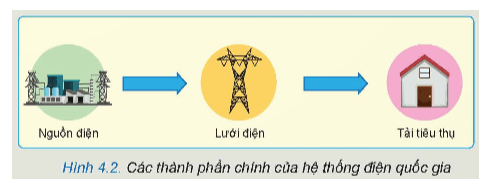 Nguồn điện
Lưới điện
Tải tiêu thụ
Hình 4.2. Các thành phần chính của hệ thống điện quốc gia